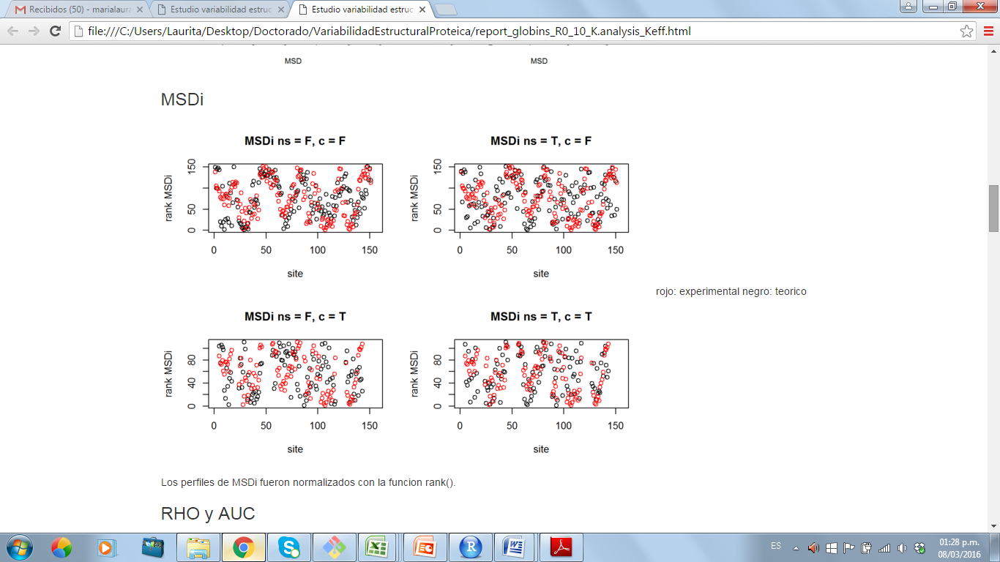 Recibidos (50) - marialaura
Estudio variabilidad estruc
Estudio variabilidad estruc
file:///C:/Users/Laurita/Desktop/Doctorado/VariabilidadEstructuralProteica/report_globins_R0_10_K.analysis_Keff.html
MSD
MSD
MSDi
MSDi ns = F, c = F
rank MSDi
150
50
0
0 50 100 150
site
MSDi ns = T, c = F
rank MSDi
150
50
0
0 50 100 150
site
rojo: experimental negro: teorico
MSDi ns = F, c = T
rank MSDi
80
40
0
0 50 100 150
site
MSDi ns = T, c = T
rank MSDi
80
40
0
0 50 100 150
site
Los perfiles de MSDi fueron normalizados con la funcion rank().
RHO y AUC
ES
01:28 p.m.
08/03/2016